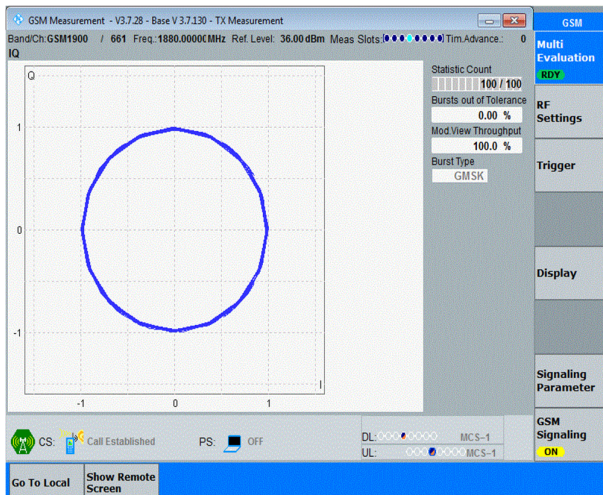 GSM Measurement - V3.7.28 - Base V 3.7.130 - TX Measurement
GSM
Band/Ch: GSM1900 / 661 Freq.: 1880.0000 MHz Ref. Level: 36.00 dBm Meas Slots: Tim.Advance.: 0
IQ
Multi
Evaluation
RDY
RF
Settings
Trigger
Display
Signaling
Parameter
GSM
Signaling
ON
Statistic Count
100 / 100
Bursts out of Tolerance
0.00 %
Mod.View Throughput
100.0 %
Burst Type
GMSK
Q
1
0
-1
I
-1 0 1
CS: Call Established PS: OFF
DL: MCS-1
UL: MCS-1
Go To Local
Show Remote
Screen